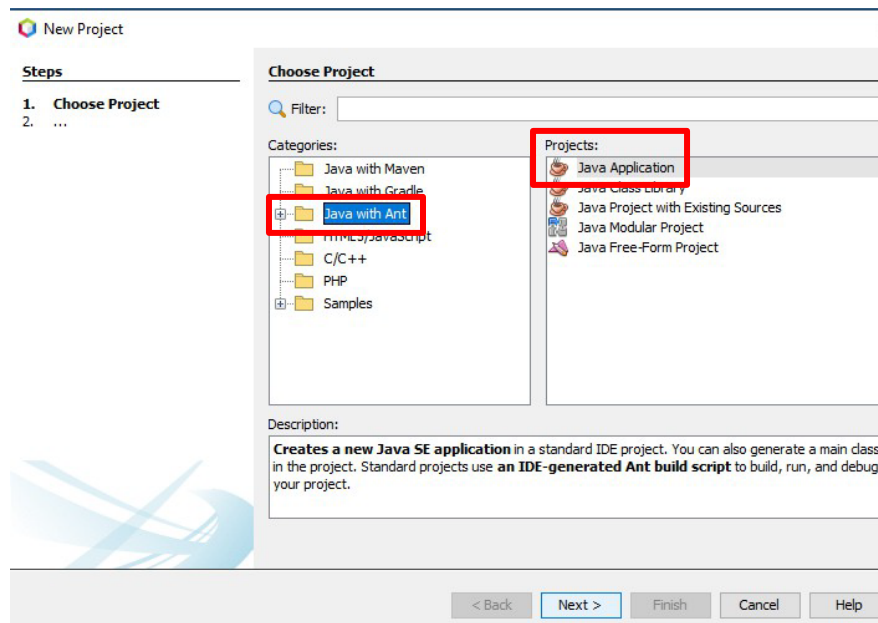 New Project
Steps
1. Choose Project
2. ...
Choose Project
Filter:
Categories:
Java with Maven
Java with Gradle
Java with Ant
HTML5/JavaScript
C/C++
PHP
Samples
Projects:
Java Application
Java Class Library
Java Project with Existing Sources
Java Modular Project
Java Free-Form Project
Description:
Creates a new Java SE application in a standard IDE project. You can also generate a main class
in the project. Standard projects use an IDE-generated Ant build script to build, run, and debug
your project.
< Back
Next >
Finish
Cancel
Help